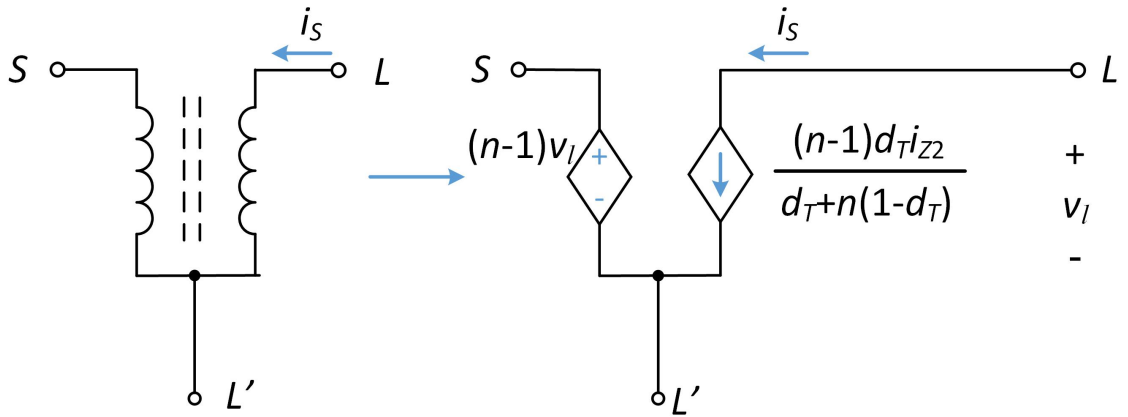 i_S
S
L
L'
i_S
S
L
(n-1)v_l
+
-
(n-1)d_T i_Z2
d_T+n(1-d_T)
+
v_l
-
L'